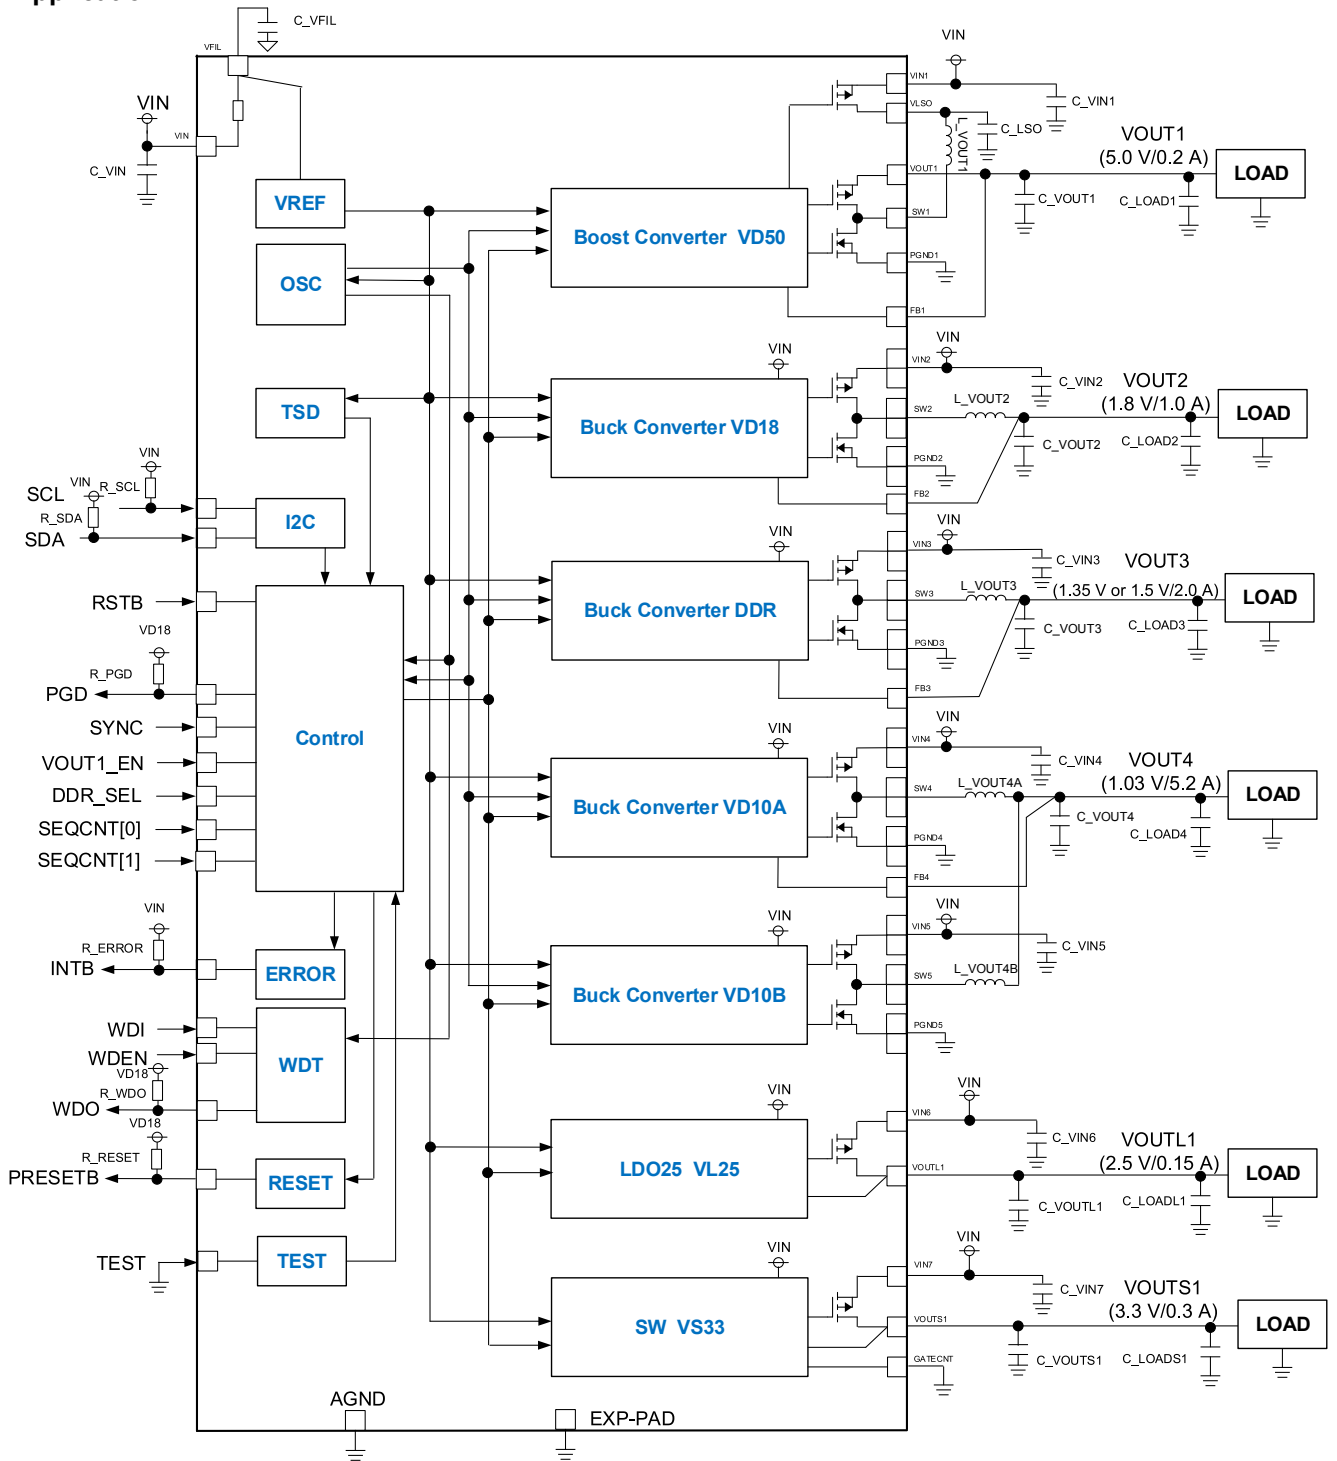 C_VFIL
VFIL
VIN
VIN
C_VIN
VREF
OSC
TSD
VIN
R_SCL
SCL
VIN
R_SDA
SDA
I2C
RSTB
VD18
R_PGD
PGD
SYNC
VOUT1_EN
DDR_SEL
SEQCNT[0]
SEQCNT[1]
Control
VIN
R_ERROR
INTB
ERROR
WDI
WDEN
VD18
R_WDO
WDO
WDT
VD18
R_RESET
PRESETB
RESET
TEST
TEST
AGND
EXP-PAD
Boost Converter VD50
VIN
VIN1
C_VIN1
VLSO
C_LSO
L_VOUT1
VOUT1
VOUT1
(5.0 V/0.2 A)
LOAD
C_VOUT1
C_LOAD1
SW1
PGND1
FB1
VIN
Buck Converter VD18
VIN
VIN2
C_VIN2
VOUT2
(1.8 V/1.0 A)
LOAD
SW2
L_VOUT2
C_VOUT2
C_LOAD2
PGND2
FB2
VIN
Buck Converter DDR
VIN
VIN3
C_VIN3
VOUT3
(1.35 V or 1.5 V/2.0 A)
LOAD
SW3
L_VOUT3
C_VOUT3
C_LOAD3
PGND3
FB3
VIN
Buck Converter VD10A
VIN
VIN4
C_VIN4
VOUT4
(1.03 V/5.2 A)
LOAD
SW4
L_VOUT4A
C_VOUT4
C_LOAD4
PGND4
FB4
VIN
Buck Converter VD10B
VIN
VIN5
C_VIN5
SW5
L_VOUT4B
PGND5
VIN
LDO25 VL25
VIN
VIN6
C_VIN6
VOUTL1
(2.5 V/0.15 A)
LOAD
VOUTL1
C_VOUTL1
C_LOADL1
VIN
SW VS33
VIN
VIN7
C_VIN7
VOUTS1
(3.3 V/0.3 A)
LOAD
VOUTS1
C_VOUTS1
C_LOADS1
GATECNT